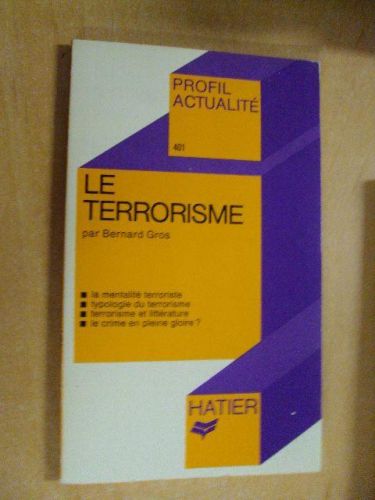 PROFIL
ACTUALITÉ
401
LE
TERRORISME
par Bernard Gros
■ la mentalité terroriste
■ typologie du terrorisme
■ terrorisme et littérature
■ le crime en pleine gloire?
HATIER